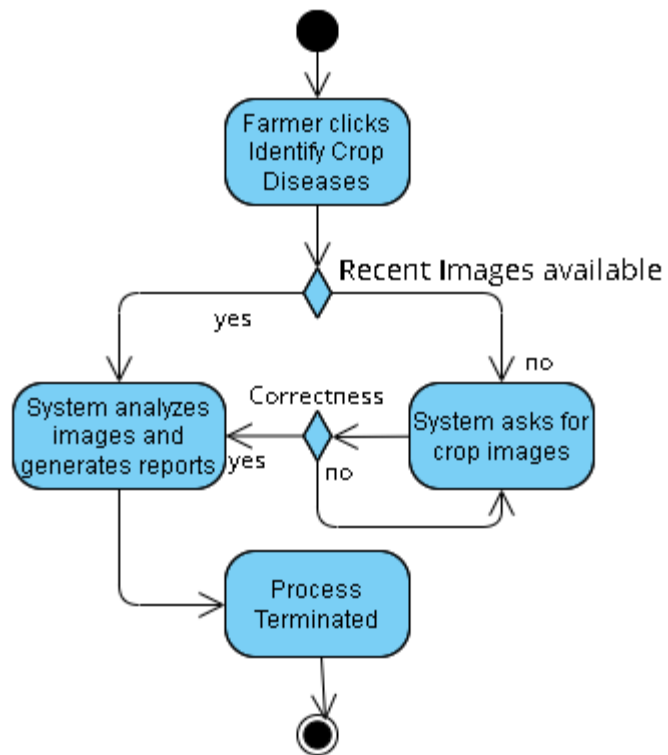 Farmer clicks
Identify Crop
Diseases
Recent Images available
yes
no
System analyzes
images and
generates reports
Correctness
yes
no
System asks for
crop images
Process
Terminated